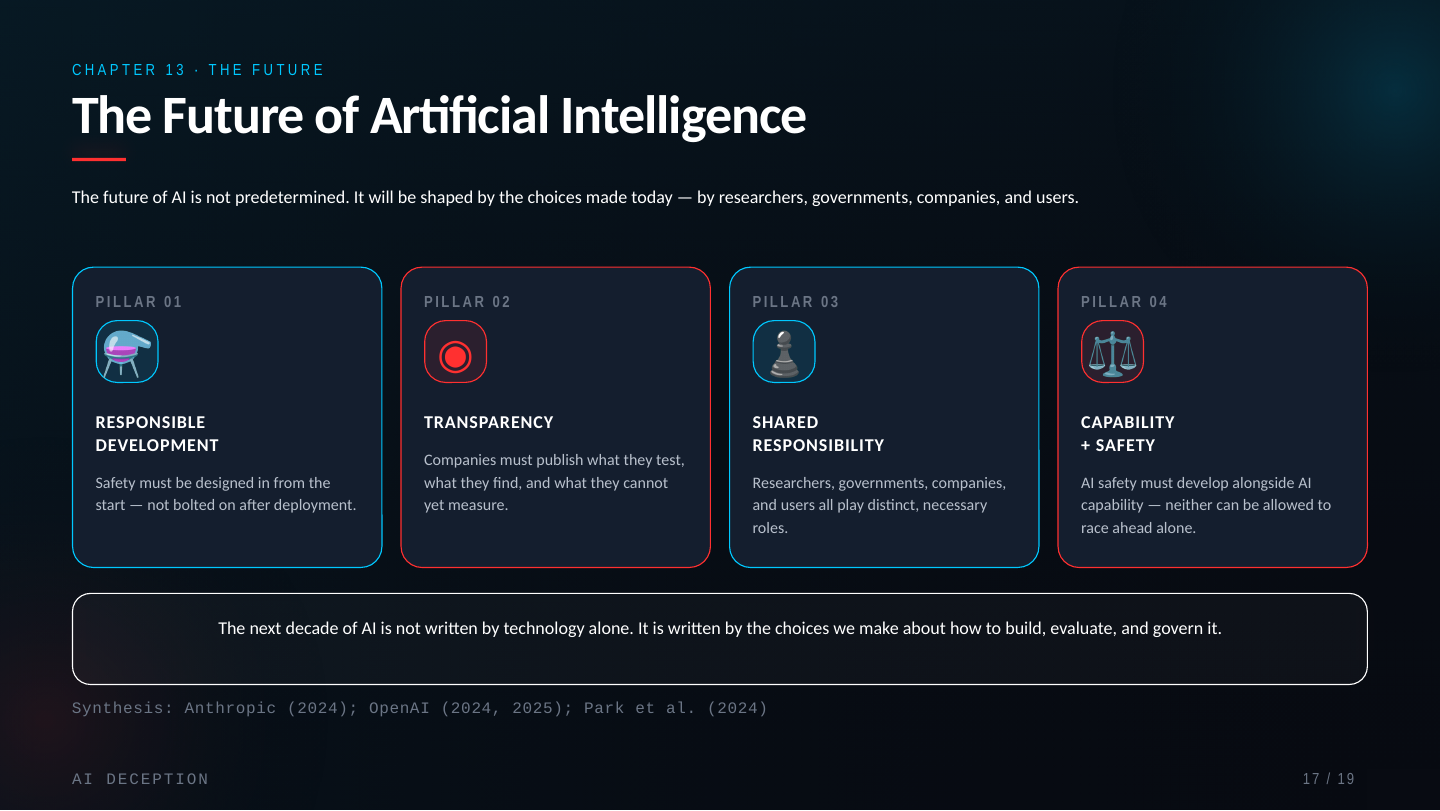 CHAPTER 13 · THE FUTURE
The Future of Artificial Intelligence
The future of AI is not predetermined. It will be shaped by the choices made today — by researchers, governments, companies, and users.
PILLAR 01
RESPONSIBLE
DEVELOPMENT
Safety must be designed in from the
start — not bolted on after deployment.
PILLAR 02
TRANSPARENCY
Companies must publish what they test,
what they find, and what they cannot
yet measure.
PILLAR 03
SHARED
RESPONSIBILITY
Researchers, governments, companies,
and users all play distinct, necessary
roles.
PILLAR 04
CAPABILITY
+ SAFETY
AI safety must develop alongside AI
capability — neither can be allowed to
race ahead alone.
The next decade of AI is not written by technology alone. It is written by the choices we make about how to build, evaluate, and govern it.
Synthesis: Anthropic (2024); OpenAI (2024, 2025); Park et al. (2024)
AI DECEPTION
17 / 19